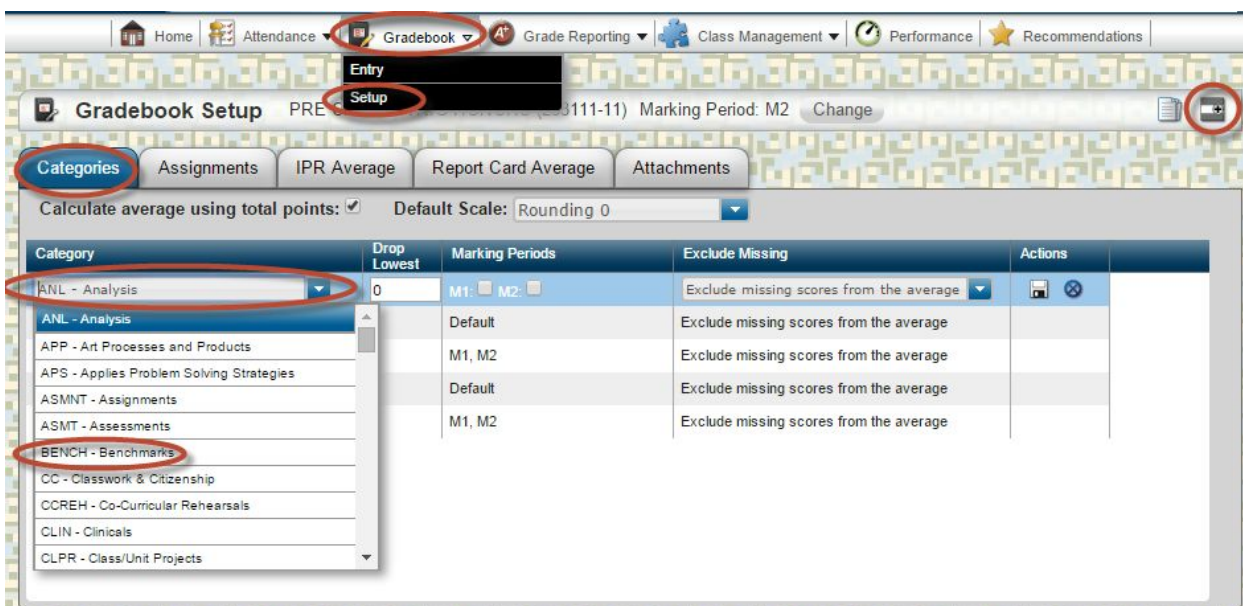 Home Attendance Gradebook Grade Reporting Class Management Performance Recommendations
Entry
Setup
Gradebook Setup PRE 111-11) Marking Period: M2 Change
Categories Assignments IPR Average Report Card Average Attachments
Calculate average using total points: Default Scale: Rounding 0
Category Drop Lowest Marking Periods Exclude Missing Actions
ANL - Analysis 0 M1: M2: Exclude missing scores from the average
ANL - Analysis Default Exclude missing scores from the average
APP - Art Processes and Products
M1, M2 Exclude missing scores from the average
APS - Applies Problem Solving Strategies
ASMNT - Assignments Default Exclude missing scores from the average
ASMT - Assessments M1, M2 Exclude missing scores from the average
BENCH - Benchmarks
CC - Classwork & Citizenship
CCREH - Co-Curricular Rehearsals
CLIN - Clinicals
CLPR - Class/Unit Projects